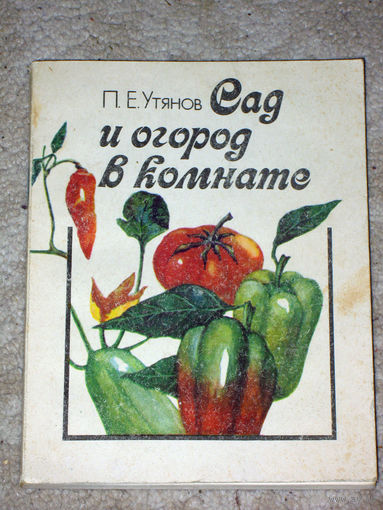 П. Е. Утянов Сад
и огород
в комнате